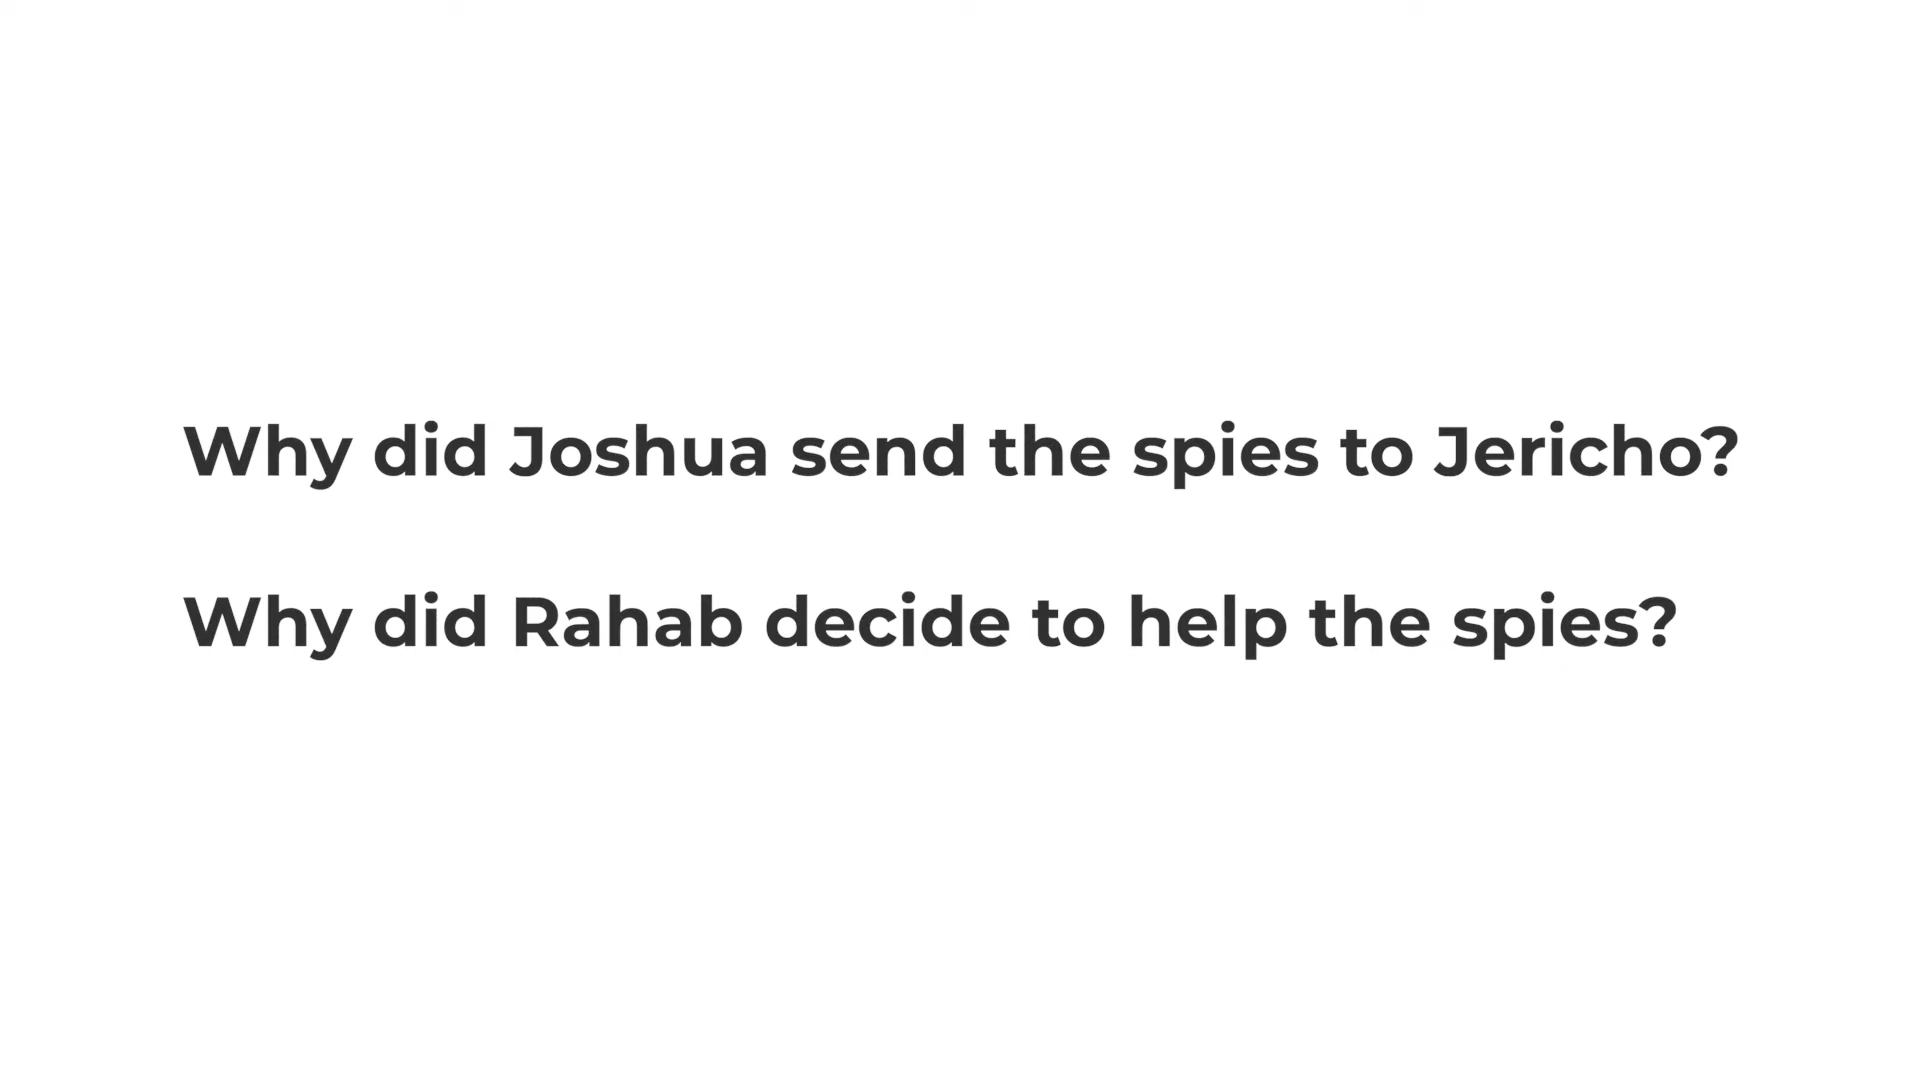 Why did Joshua send the spies to Jericho?
Why did Rahab decide to help the spies?